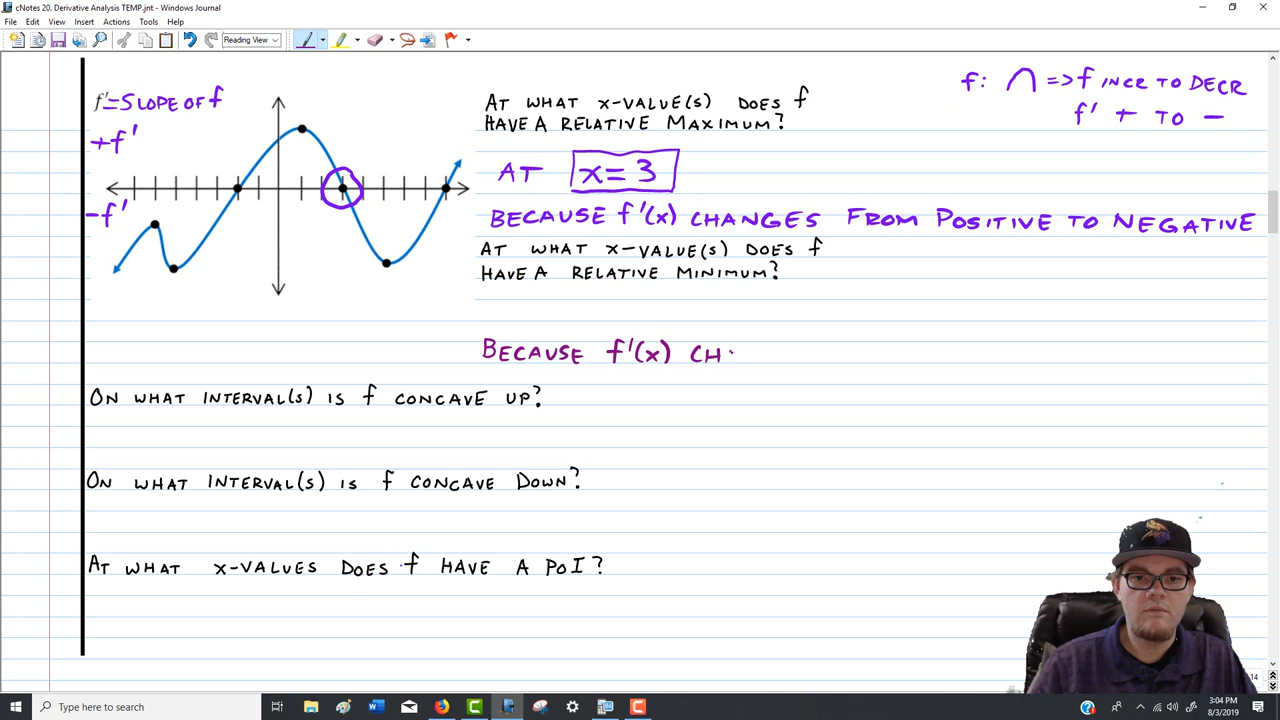 cNotes 20. Derivative Analysis TEMP.jnt - Windows Journal
File Edit View Insert Actions Tools Help
Reading View
f' = SLOPE OF f
+f'
-f'
f: => f INCR TO DECR
f' + TO -
AT WHAT x-VALUE(S) DOES f
HAVE A RELATIVE MAXIMUM?
AT x=3
BECAUSE f'(x) CHANGES FROM POSITIVE TO NEGATIVE
AT WHAT x-VALUE(S) DOES f
HAVE A RELATIVE MINIMUM?
BECAUSE f'(x) CH
ON WHAT INTERVAL(S) IS f CONCAVE UP?
ON WHAT INTERVAL(S) IS f CONCAVE DOWN?
AT WHAT x-VALUES DOES f HAVE A POI?
14
Type here to search
3:04 PM
8/3/2019